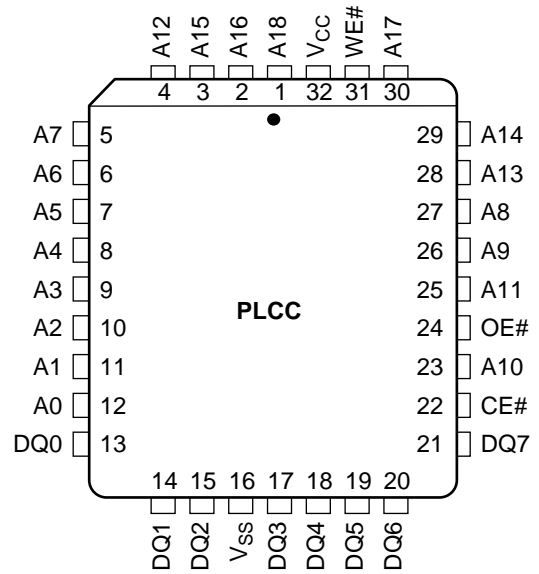 A12 A15 A16 A18 VCC WE# A17
4 3 2 1 32 31 30
A7 5 29 A14
A6 6 28 A13
A5 7 27 A8
A4 8 26 A9
A3 9 25 A11
PLCC
A2 10 24 OE#
A1 11 23 A10
A0 12 22 CE#
DQ0 13 21 DQ7
14 15 16 17 18 19 20
DQ1 DQ2 VSS DQ3 DQ4 DQ5 DQ6